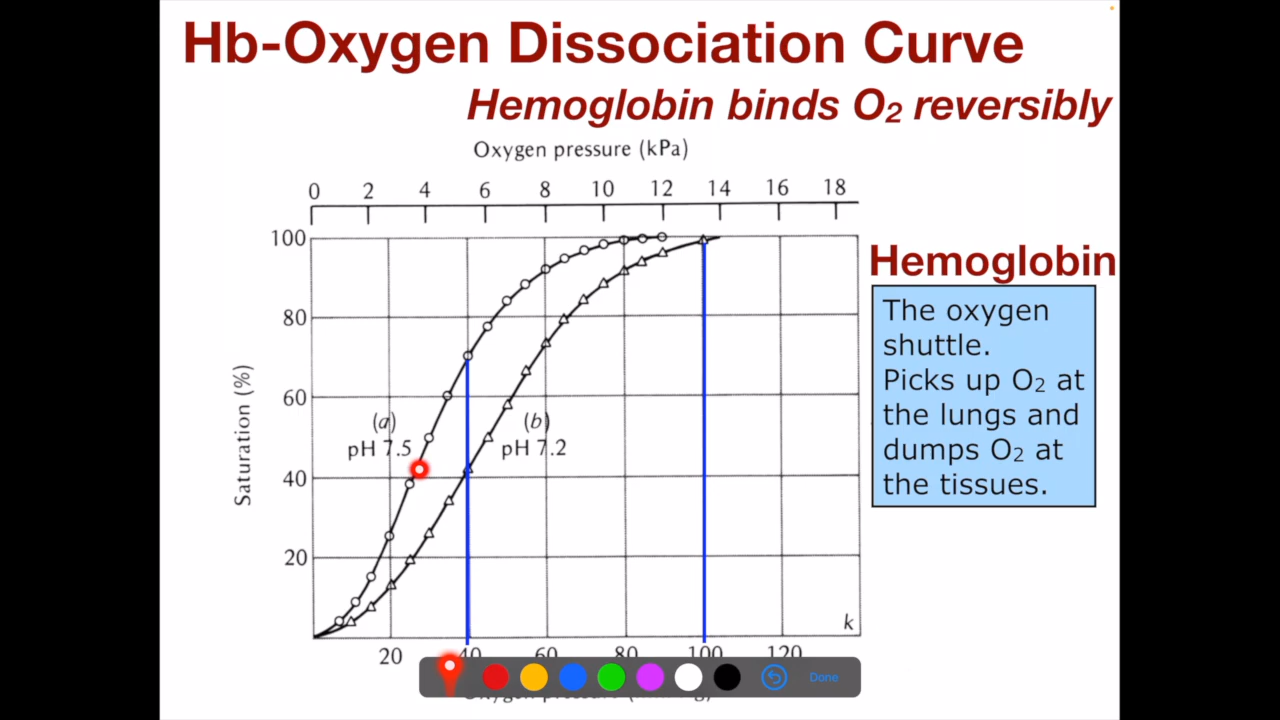 Hb-Oxygen Dissociation Curve
Hemoglobin binds O₂ reversibly
Oxygen pressure (kPa)
0 2 4 6 8 10 12 14 16 18
100
80
60
40
20
Saturation (%)
(a)
pH 7.5
(b)
pH 7.2
k
20 40 60 80 100 120
Oxygen pressure
Hemoglobin
The oxygen
shuttle.
Picks up O₂ at
the lungs and
dumps O₂ at
the tissues.
Done